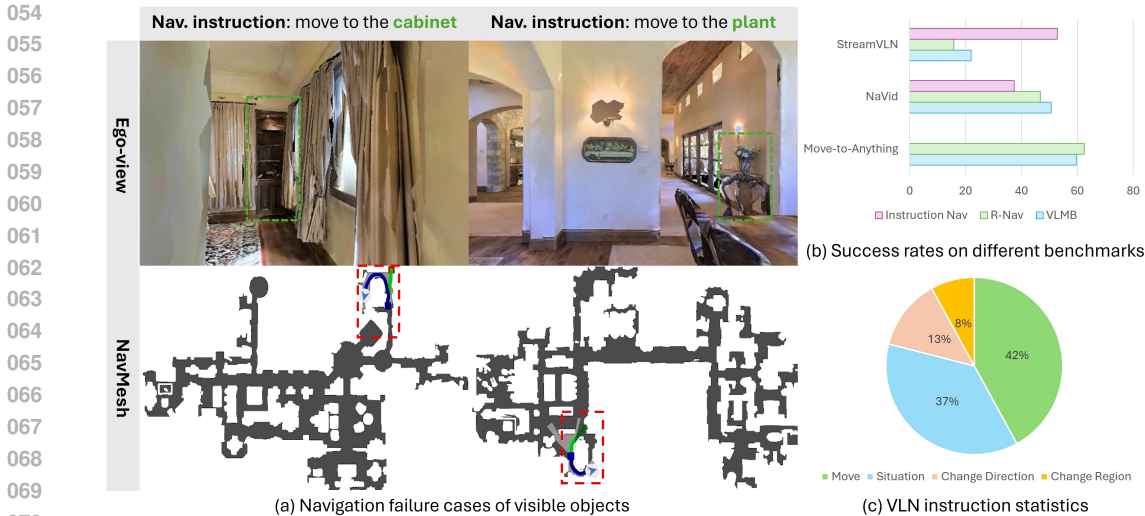 054
055
056
057
058
059
060
061
062
063
064
065
066
067
068
069
Nav. instruction: move to the cabinet
Nav. instruction: move to the plant
Ego-view
NavMesh
(a) Navigation failure cases of visible objects
StreamVLN
NaVid
Move-to-Anything
0 20 40 60 80
Instruction Nav R-Nav VLMB
(b) Success rates on different benchmarks
8%
13%
42%
37%
Move Situation Change Direction Change Region
(c) VLN instruction statistics